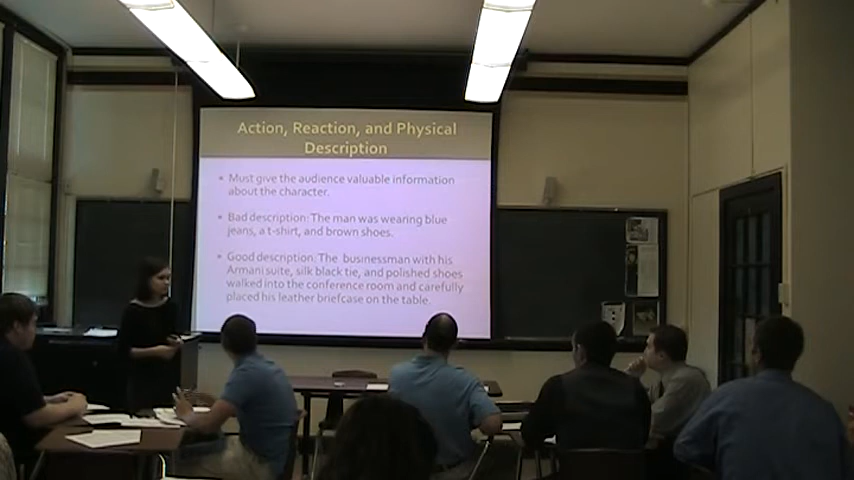 Action, Reaction, and Physical
Description
Must give the audience valuable information
about the character.
Bad description: The man was wearing blue
jeans, a t-shirt, and brown shoes.
Good description: The businessman with his
Armani suite, silk black tie, and polished shoes
walked into the conference room and carefully
placed his leather briefcase on the table.